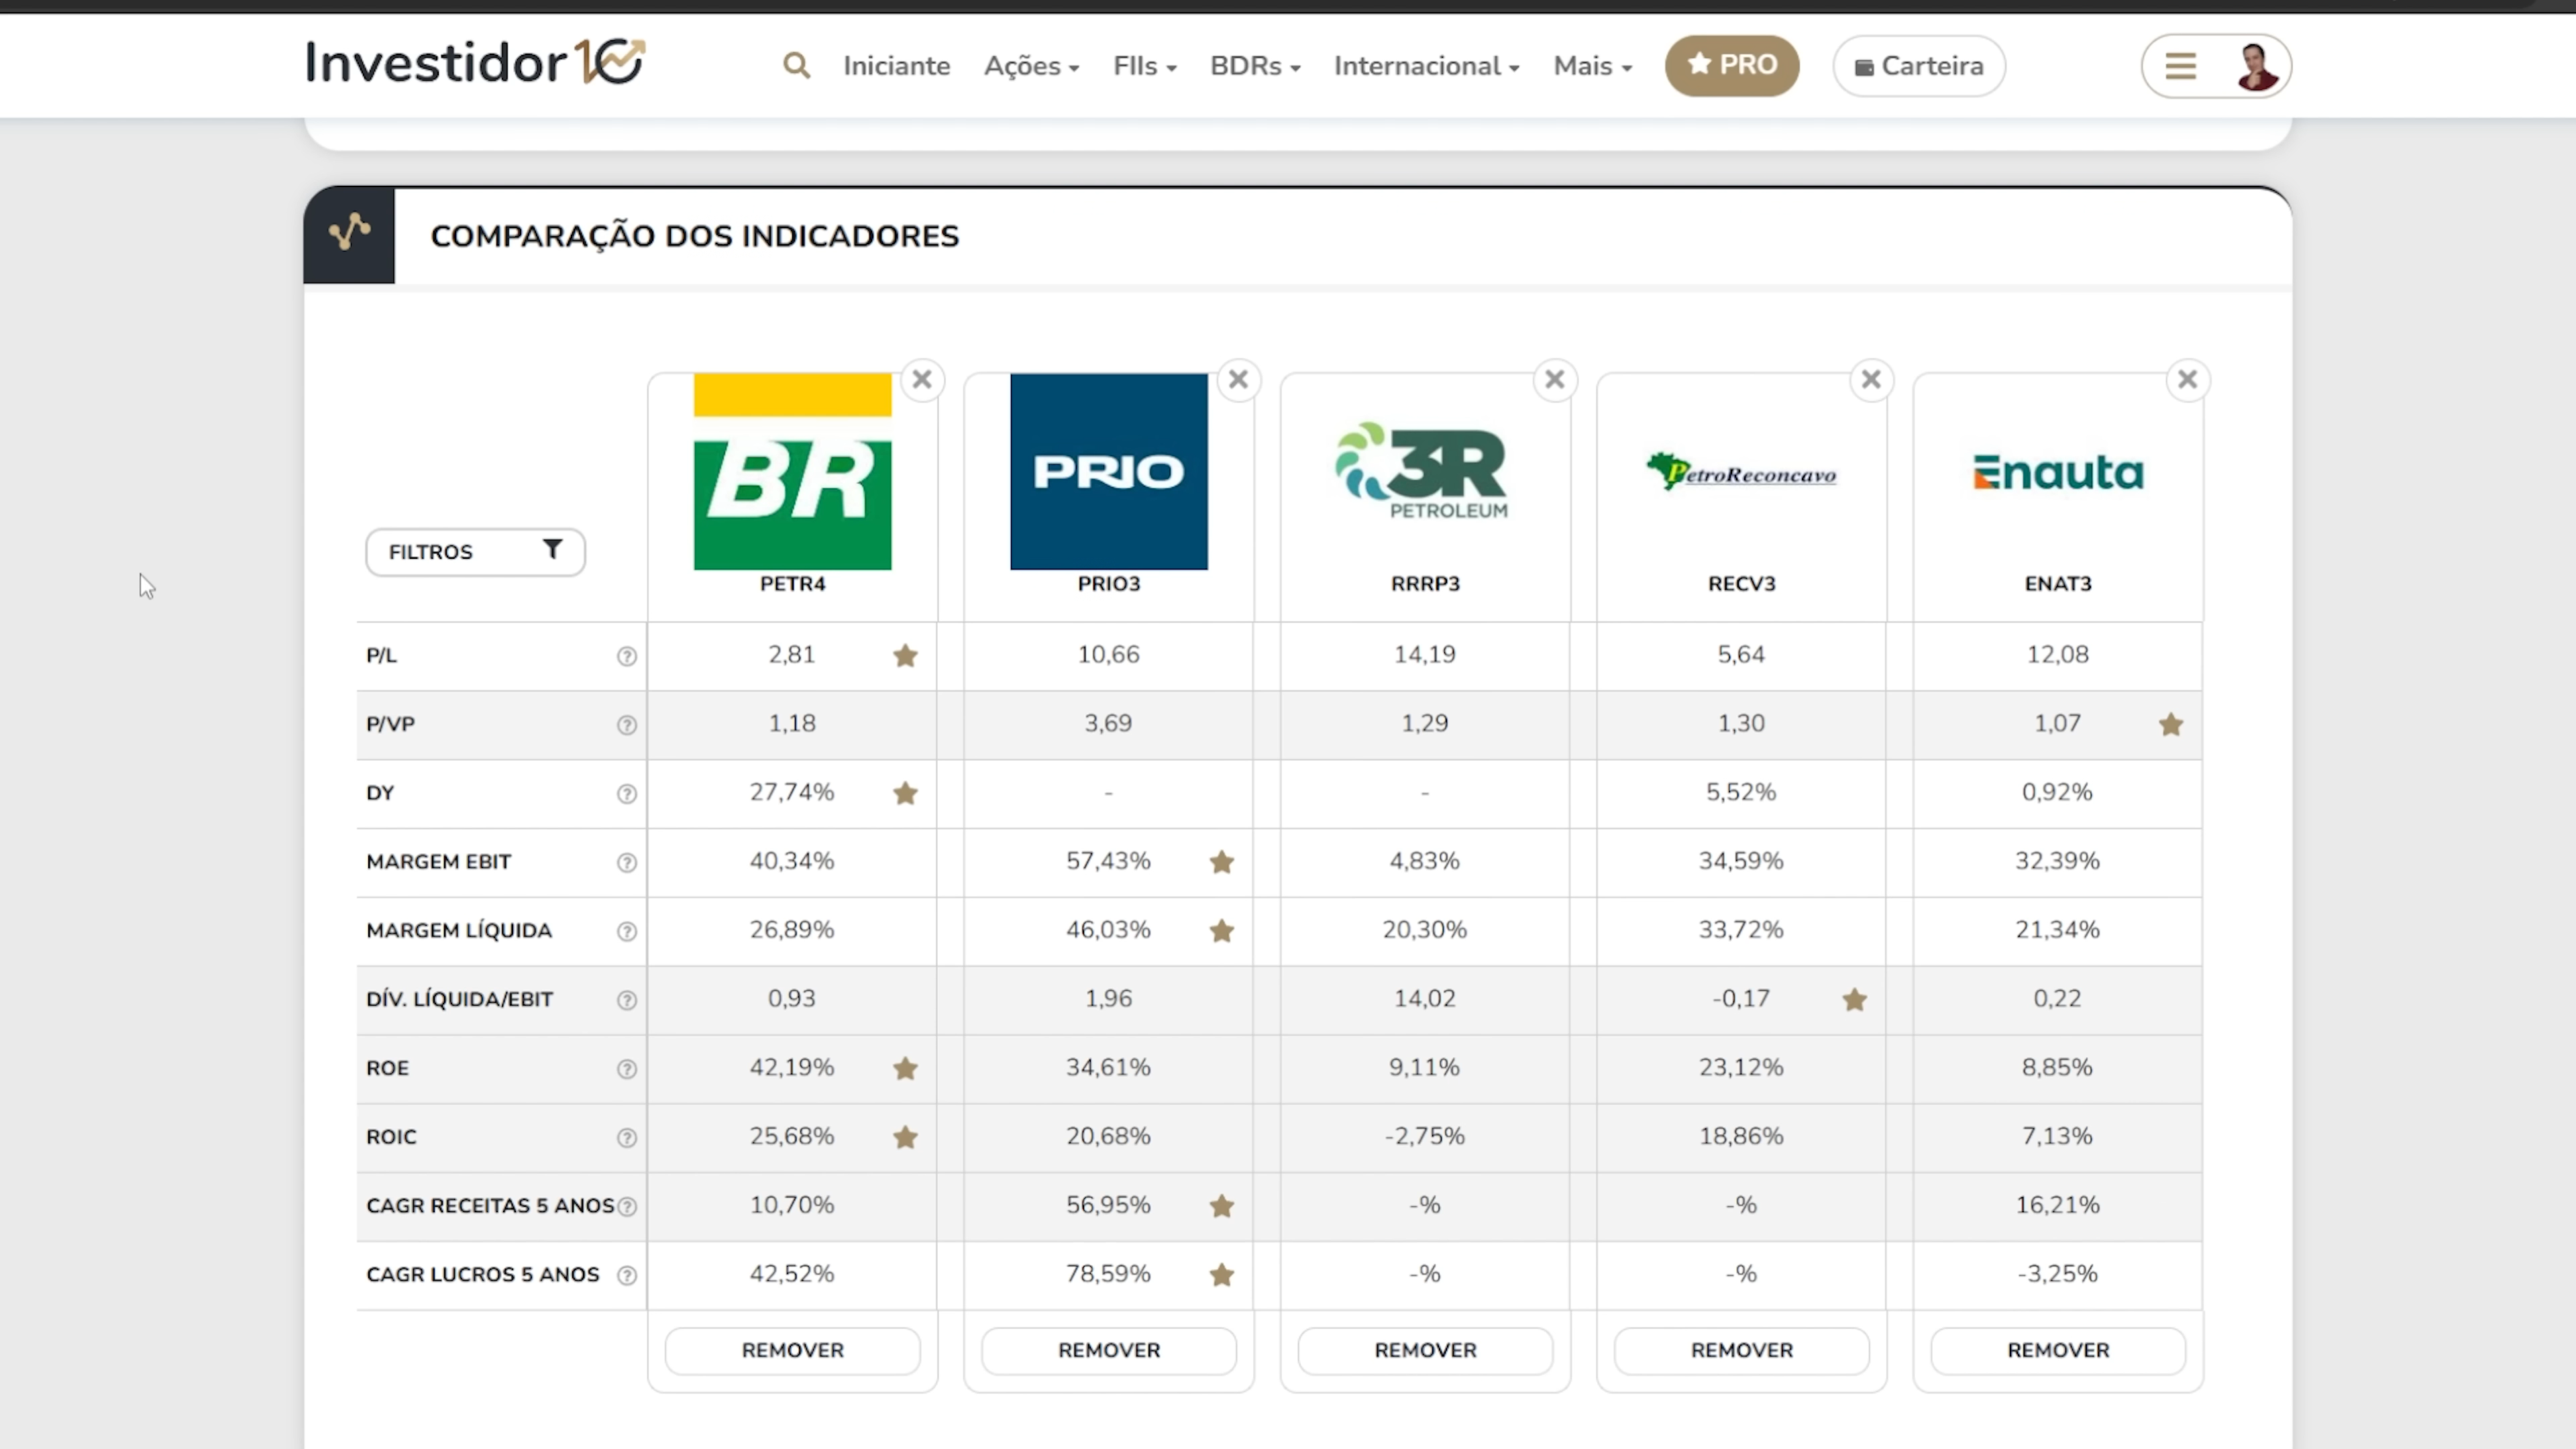 Investidor 10 Iniciante Ações FIIs BDRs Internacional Mais PRO Carteira
COMPARAÇÃO DOS INDICADORES
BR PRIO 3R PETROLEUM PetroReconcavo Enauta
FILTROS
PETR4 PRIO3 RRRP3 RECV3 ENAT3
P/L ? 2,81 10,66 14,19 5,64 12,08
P/VP ? 1,18 3,69 1,29 1,30 1,07
DY ? 27,74% - - 5,52% 0,92%
MARGEM EBIT ? 40,34% 57,43% 4,83% 34,59% 32,39%
MARGEM LÍQUIDA ? 26,89% 46,03% 20,30% 33,72% 21,34%
DÍV. LÍQUIDA/EBIT ? 0,93 1,96 14,02 -0,17 0,22
ROE ? 42,19% 34,61% 9,11% 23,12% 8,85%
ROIC ? 25,68% 20,68% -2,75% 18,86% 7,13%
CAGR RECEITAS 5 ANOS ? 10,70% 56,95% -% -% 16,21%
CAGR LUCROS 5 ANOS ? 42,52% 78,59% -% -% -3,25%
REMOVER REMOVER REMOVER REMOVER REMOVER